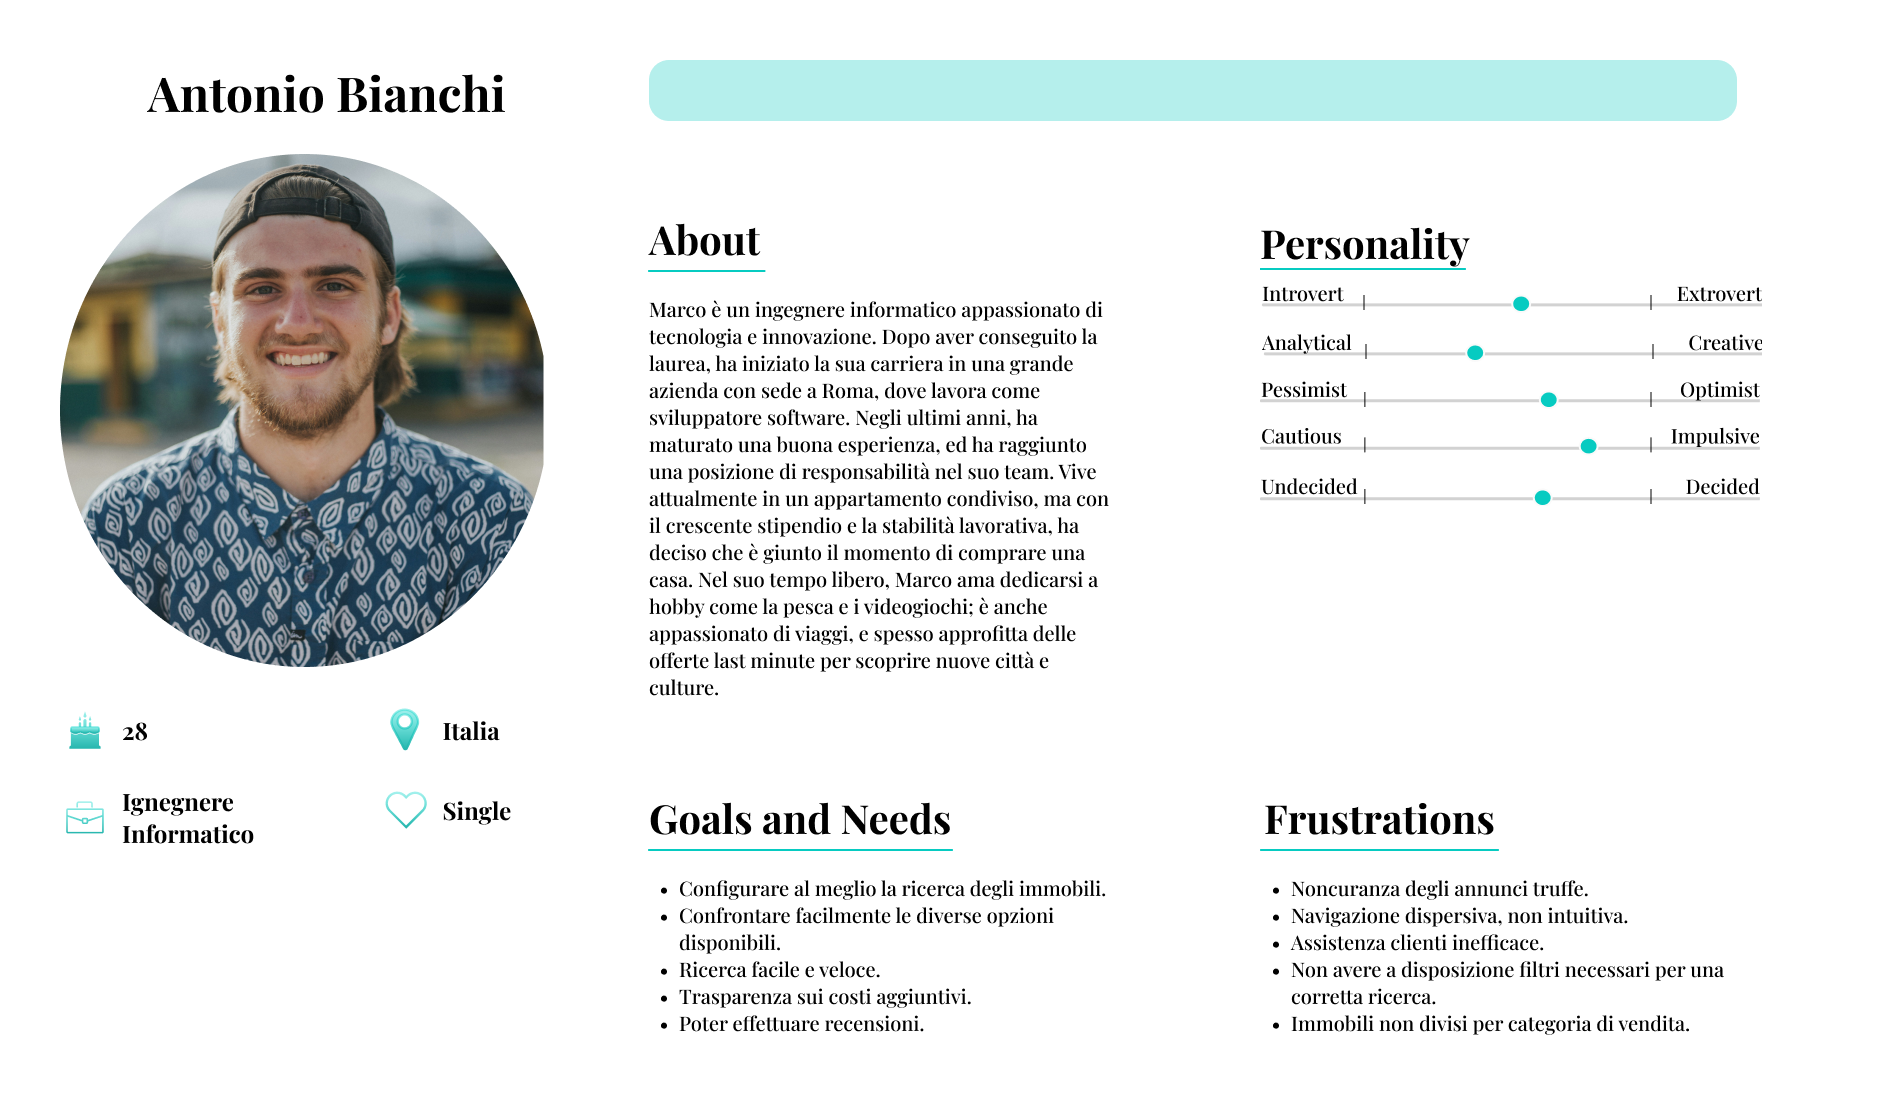 Antonio Bianchi
28
Italia
Ignegnere
Informatico
Single
About
Marco è un ingegnere informatico appassionato di
tecnologia e innovazione. Dopo aver conseguito la
laurea, ha iniziato la sua carriera in una grande
azienda con sede a Roma, dove lavora come
sviluppatore software. Negli ultimi anni, ha
maturato una buona esperienza, ed ha raggiunto
una posizione di responsabilità nel suo team. Vive
attualmente in un appartamento condiviso, ma con
il crescente stipendio e la stabilità lavorativa, ha
deciso che è giunto il momento di comprare una
casa. Nel suo tempo libero, Marco ama dedicarsi a
hobby come la pesca e i videogiochi; è anche
appassionato di viaggi, e spesso approfitta delle
offerte last minute per scoprire nuove città e
culture.
Personality
Introvert Extrovert
Analytical Creative
Pessimist Optimist
Cautious Impulsive
Undecided Decided
Goals and Needs
• Configurare al meglio la ricerca degli immobili.
• Confrontare facilmente le diverse opzioni
disponibili.
• Ricerca facile e veloce.
• Trasparenza sui costi aggiuntivi.
• Poter effettuare recensioni.
Frustrations
• Noncuranza degli annunci truffe.
• Navigazione dispersiva, non intuitiva.
• Assistenza clienti inefficace.
• Non avere a disposizione filtri necessari per una
corretta ricerca.
• Immobili non divisi per categoria di vendita.